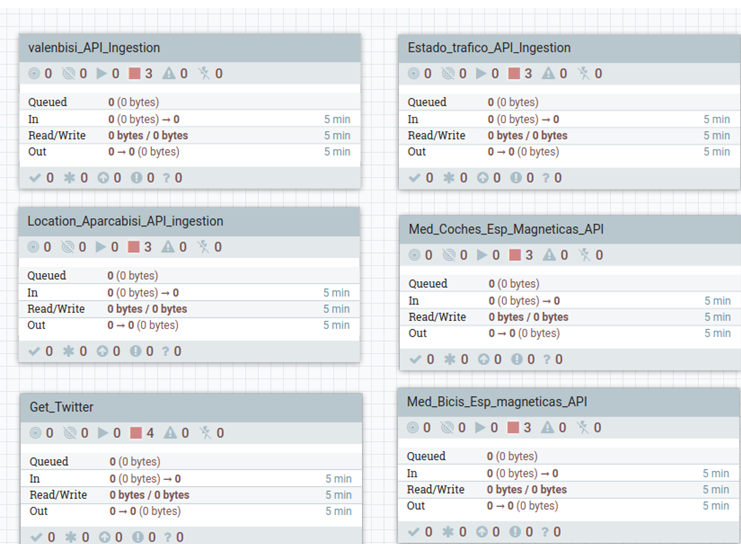 valenbisi_API_Ingestion
0 0 0 3 0 0
Queued 0 (0 bytes)
In 0 (0 bytes) → 0 5 min
Read/Write 0 bytes / 0 bytes 5 min
Out 0 → 0 (0 bytes) 5 min
0 0 0 0 ? 0
Estado_trafico_API_Ingestion
0 0 0 3 0 0
Queued 0 (0 bytes)
In 0 (0 bytes) → 0 5 min
Read/Write 0 bytes / 0 bytes 5 min
Out 0 → 0 (0 bytes) 5 min
0 0 0 0 ? 0
Location_Aparcabisi_API_ingestion
0 0 0 3 0 0
Queued 0 (0 bytes)
In 0 (0 bytes) → 0 5 min
Read/Write 0 bytes / 0 bytes 5 min
Out 0 → 0 (0 bytes) 5 min
0 0 0 0 ? 0
Med_Coches_Esp_Magneticas_API
0 0 0 3 0 0
Queued 0 (0 bytes)
In 0 (0 bytes) → 0 5 min
Read/Write 0 bytes / 0 bytes 5 min
Out 0 → 0 (0 bytes) 5 min
0 0 0 0 ? 0
Get_Twitter
0 0 0 4 0 0
Queued 0 (0 bytes)
In 0 (0 bytes) → 0 5 min
Read/Write 0 bytes / 0 bytes 5 min
Out 0 → 0 (0 bytes) 5 min
0 0 0 0 ? 0
Med_Bicis_Esp_magneticas_API
0 0 0 3 0 0
Queued 0 (0 bytes)
In 0 (0 bytes) → 0 5 min
Read/Write 0 bytes / 0 bytes 5 min
Out 0 → 0 (0 bytes) 5 min
0 0 0 0 ? 0